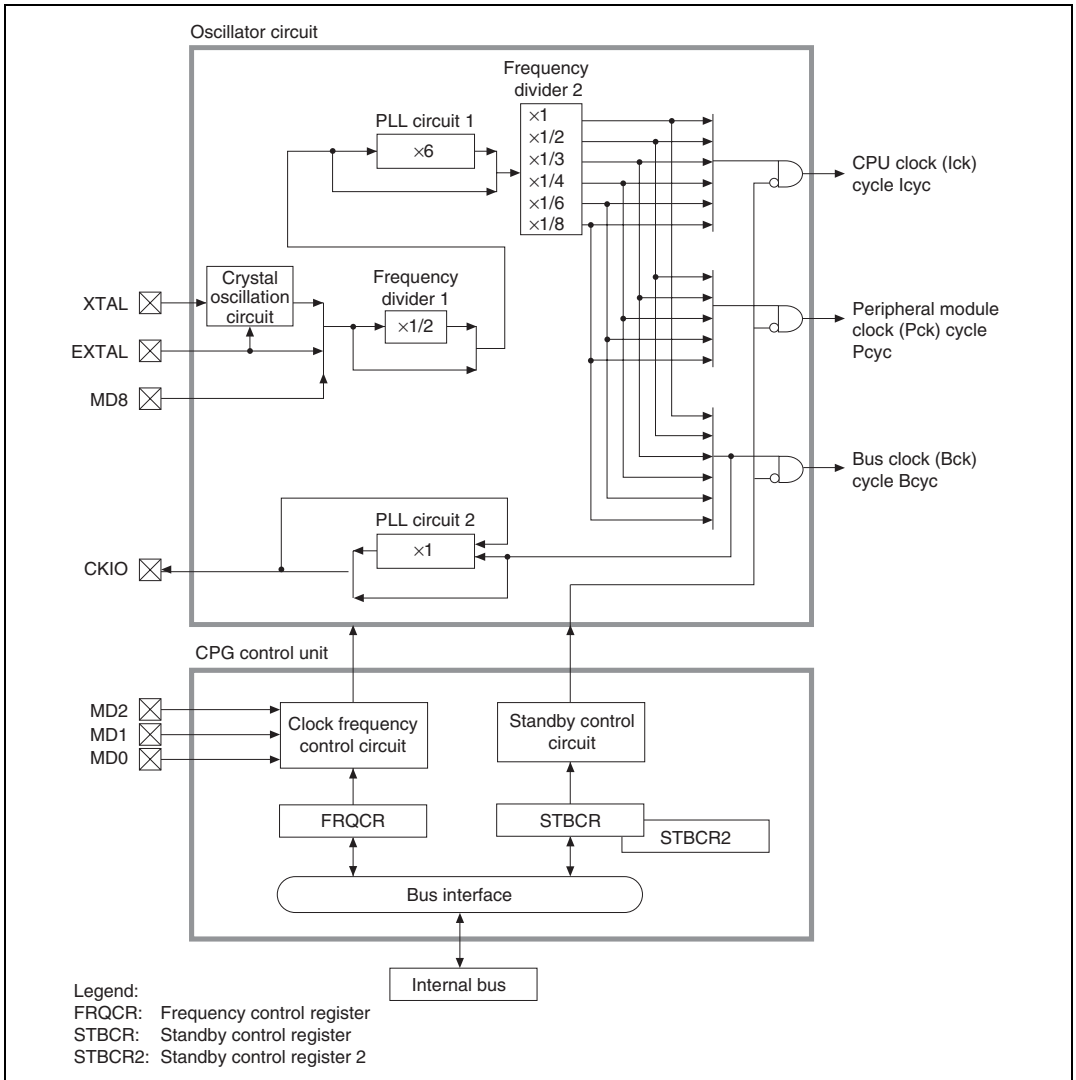 Oscillator circuit
Frequency
divider 2
×1
×1/2
×1/3
×1/4
×1/6
×1/8
PLL circuit 1
×6
CPU clock (Ick)
cycle Icyc
Crystal
oscillation
circuit
Frequency
divider 1
×1/2
XTAL
EXTAL
MD8
Peripheral module
clock (Pck) cycle
Pcyc
Bus clock (Bck)
cycle Bcyc
PLL circuit 2
×1
CKIO
CPG control unit
MD2
MD1
MD0
Clock frequency
control circuit
Standby control
circuit
FRQCR
STBCR
STBCR2
Bus interface
Internal bus
Legend:
FRQCR: Frequency control register
STBCR: Standby control register
STBCR2: Standby control register 2